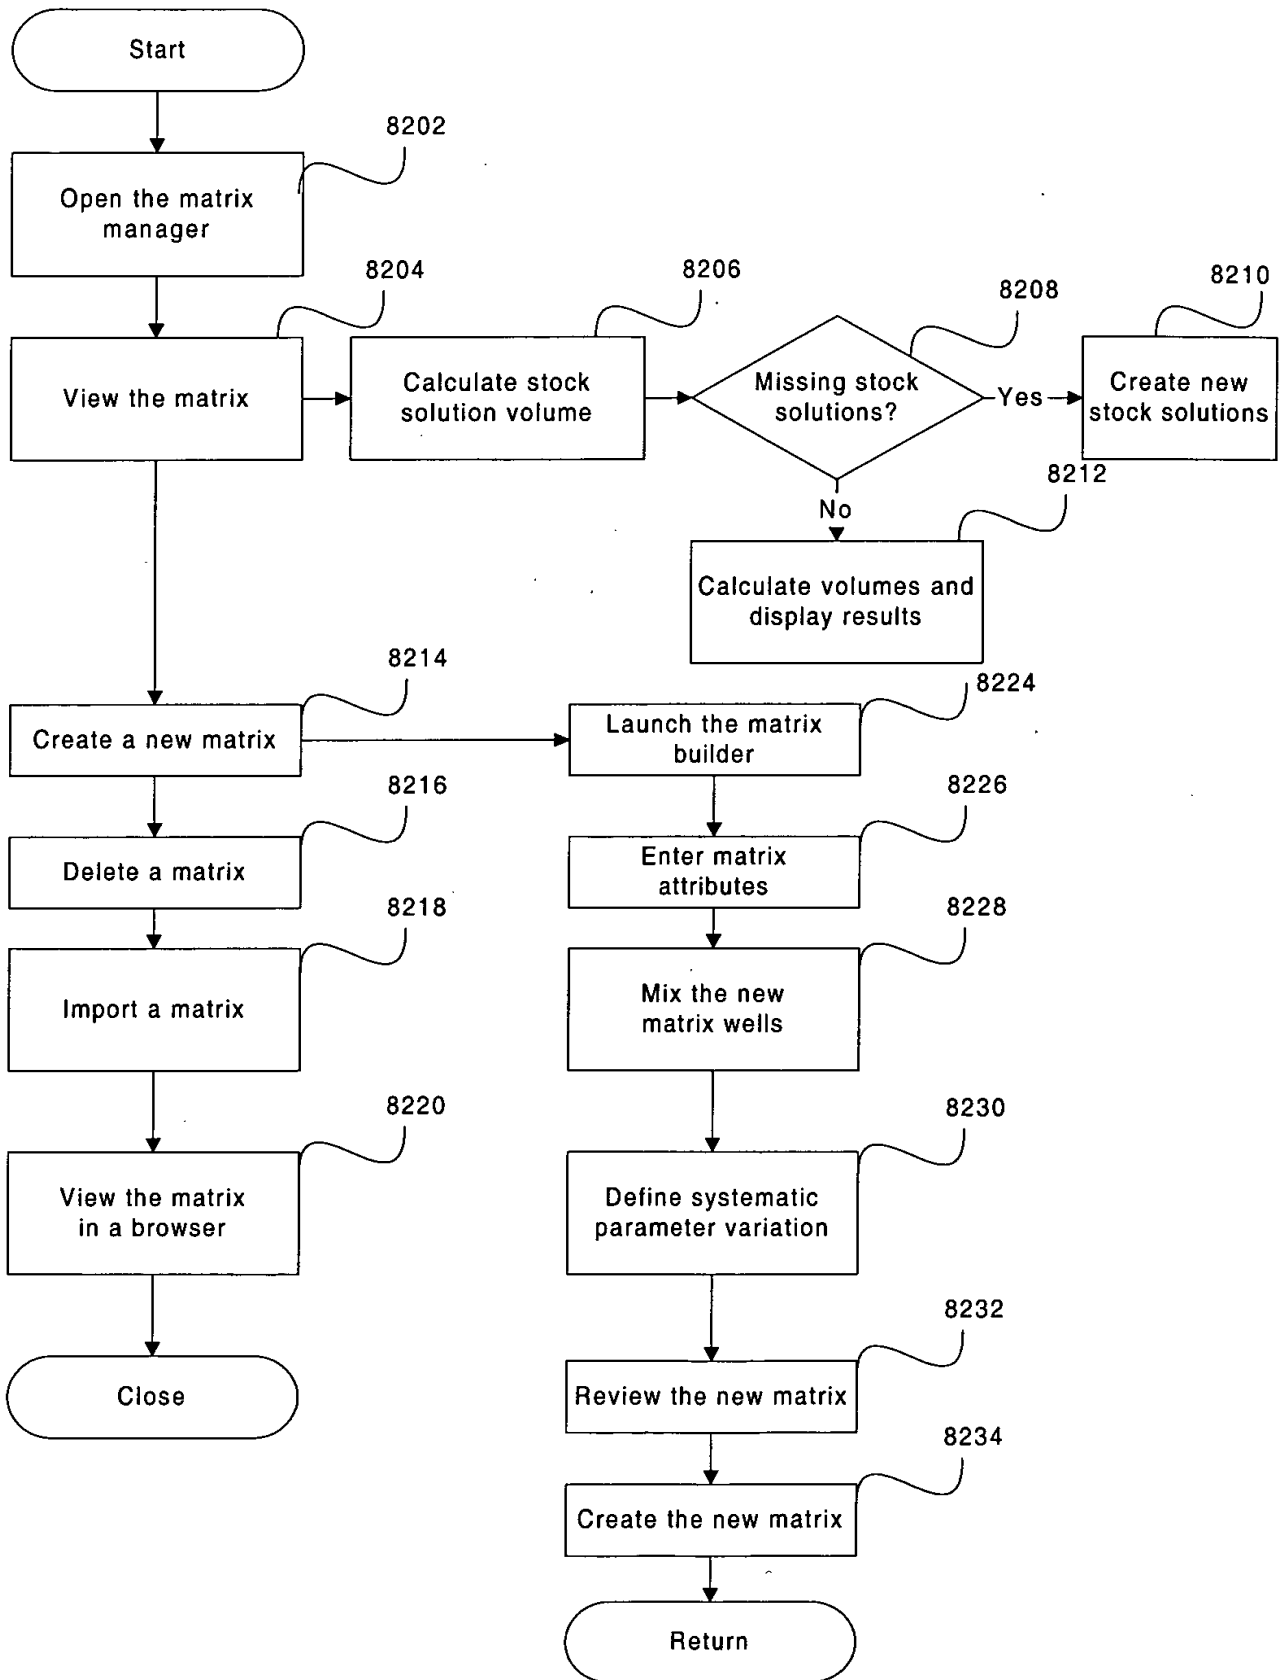 Start
8202
Open the matrix
manager
8204
8206
8208
8210
View the matrix
Calculate stock
solution volume
Missing stock
solutions?
Yes
Create new
stock solutions
No
8212
Calculate volumes and
display results
8214
8224
Create a new matrix
Launch the matrix
builder
8216
8226
Delete a matrix
Enter matrix
attributes
8218
8228
Import a matrix
Mix the new
matrix wells
8220
8230
View the matrix
in a browser
Define systematic
parameter variation
8232
Close
Review the new matrix
8234
Create the new matrix
Return